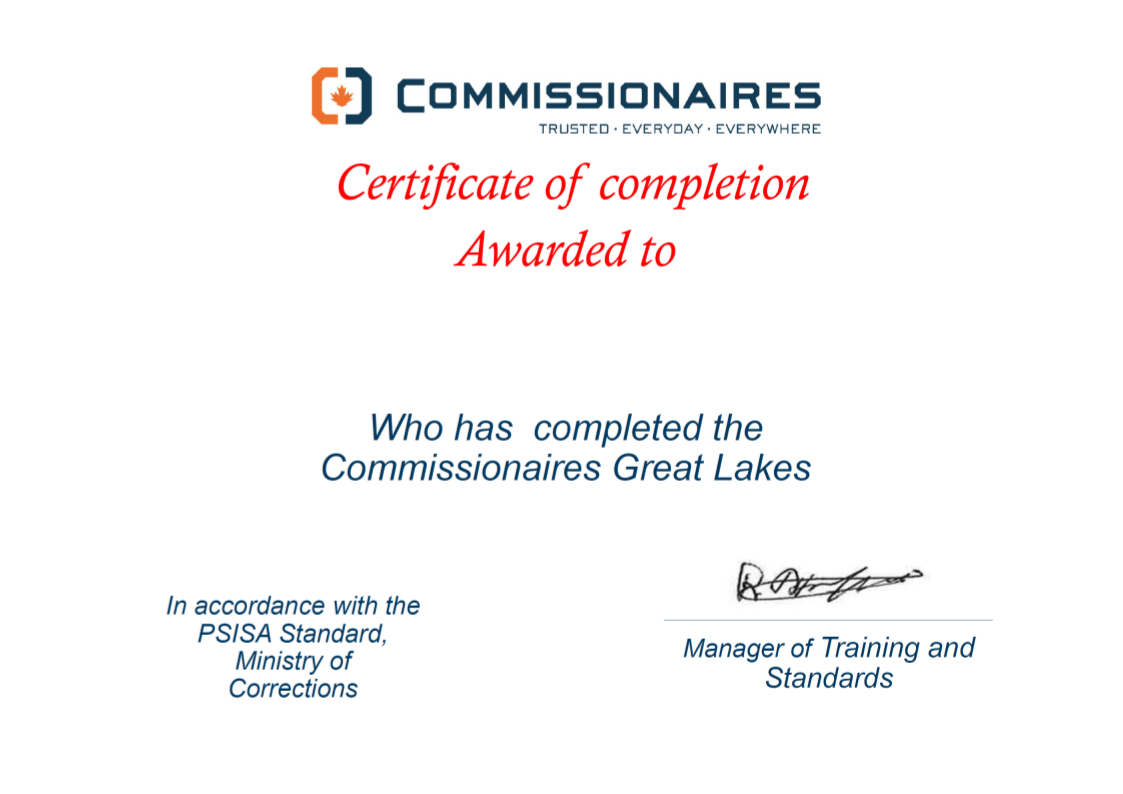 COMMISSIONAIRES
TRUSTED · EVERYDAY · EVERYWHERE
Certificate of completion
Awarded to
Who has  completed the
Commissionaires Great Lakes
In accordance with the
PSISA Standard,
Ministry of
Corrections
Manager of Training and
Standards